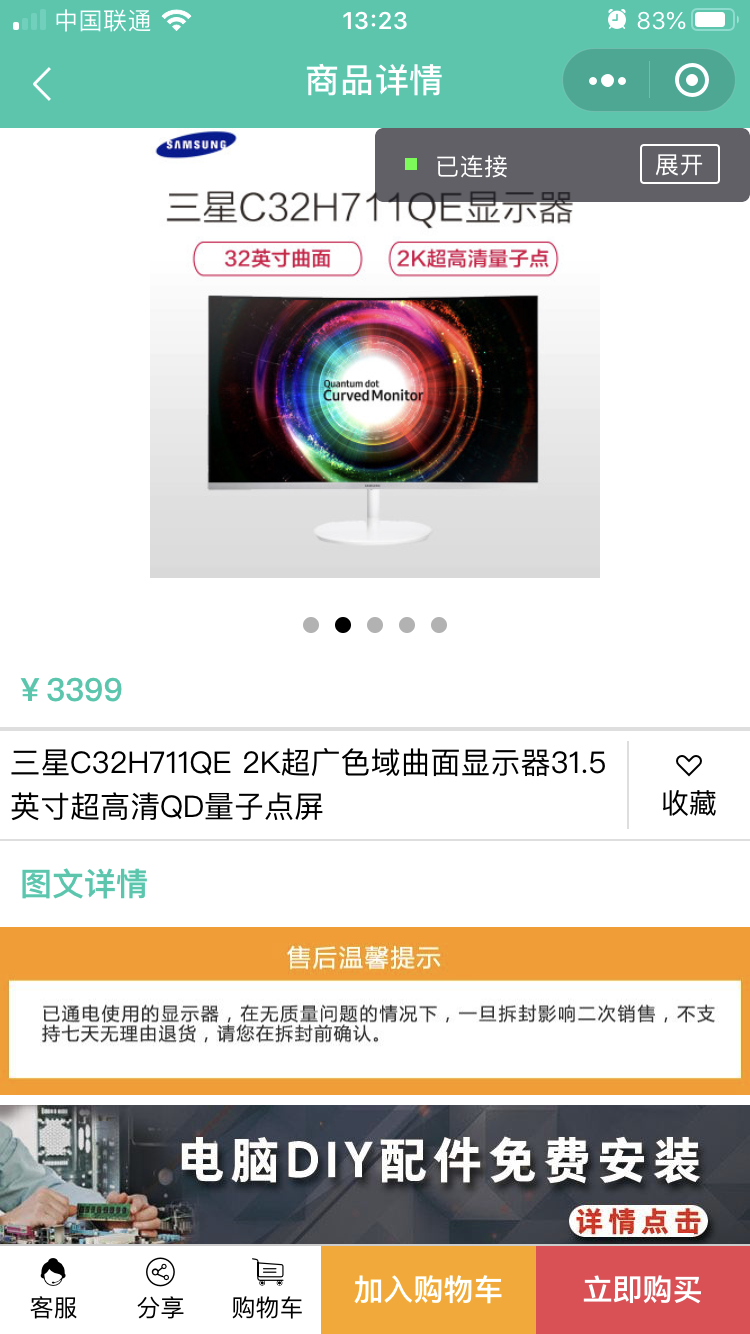 中国联通
13:23
83%
商品详情
SAMSUNG
已连接
展开
三星C32H711QE显示器
32英寸曲面
2K超高清量子点
Quantum dot
Curved Monitor
¥3399
三星C32H711QE 2K超广色域曲面显示器31.5
英寸超高清QD量子点屏
收藏
图文详情
售后温馨提示
已通电使用的显示器，在无质量问题的情况下，一旦拆封影响二次销售，不支
持七天无理由退货，请您在拆封前确认。
电脑DIY配件免费安装
详情点击
客服
分享
购物车
加入购物车
立即购买